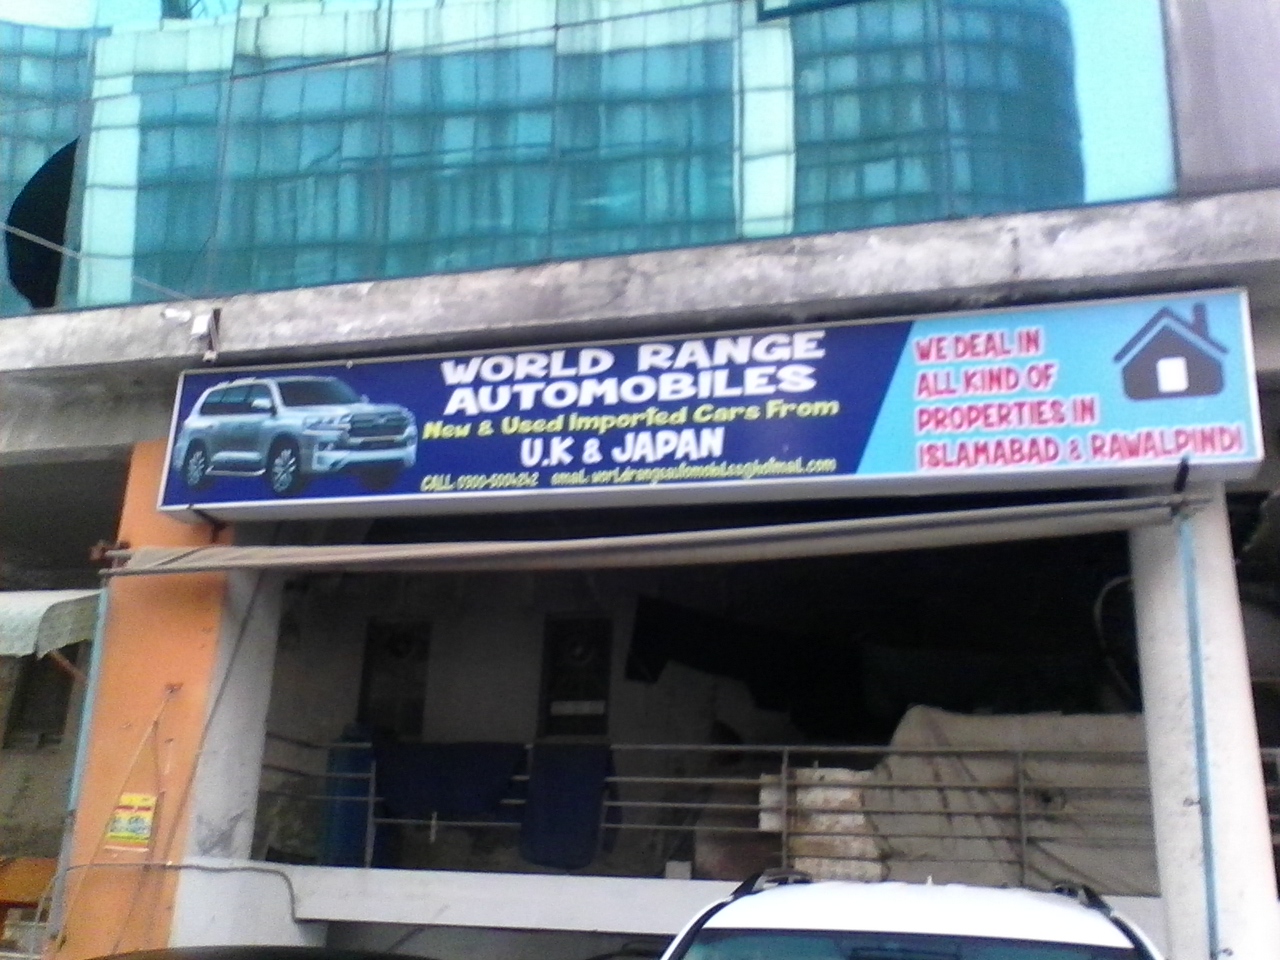 WORLD RANGE
AUTOMOBILES
New & Used Imported Cars From
U.K & JAPAN
CALL
WE DEAL IN
ALL KIND OF
PROPERTIES IN
ISLAMABAD & RAWALPINDI